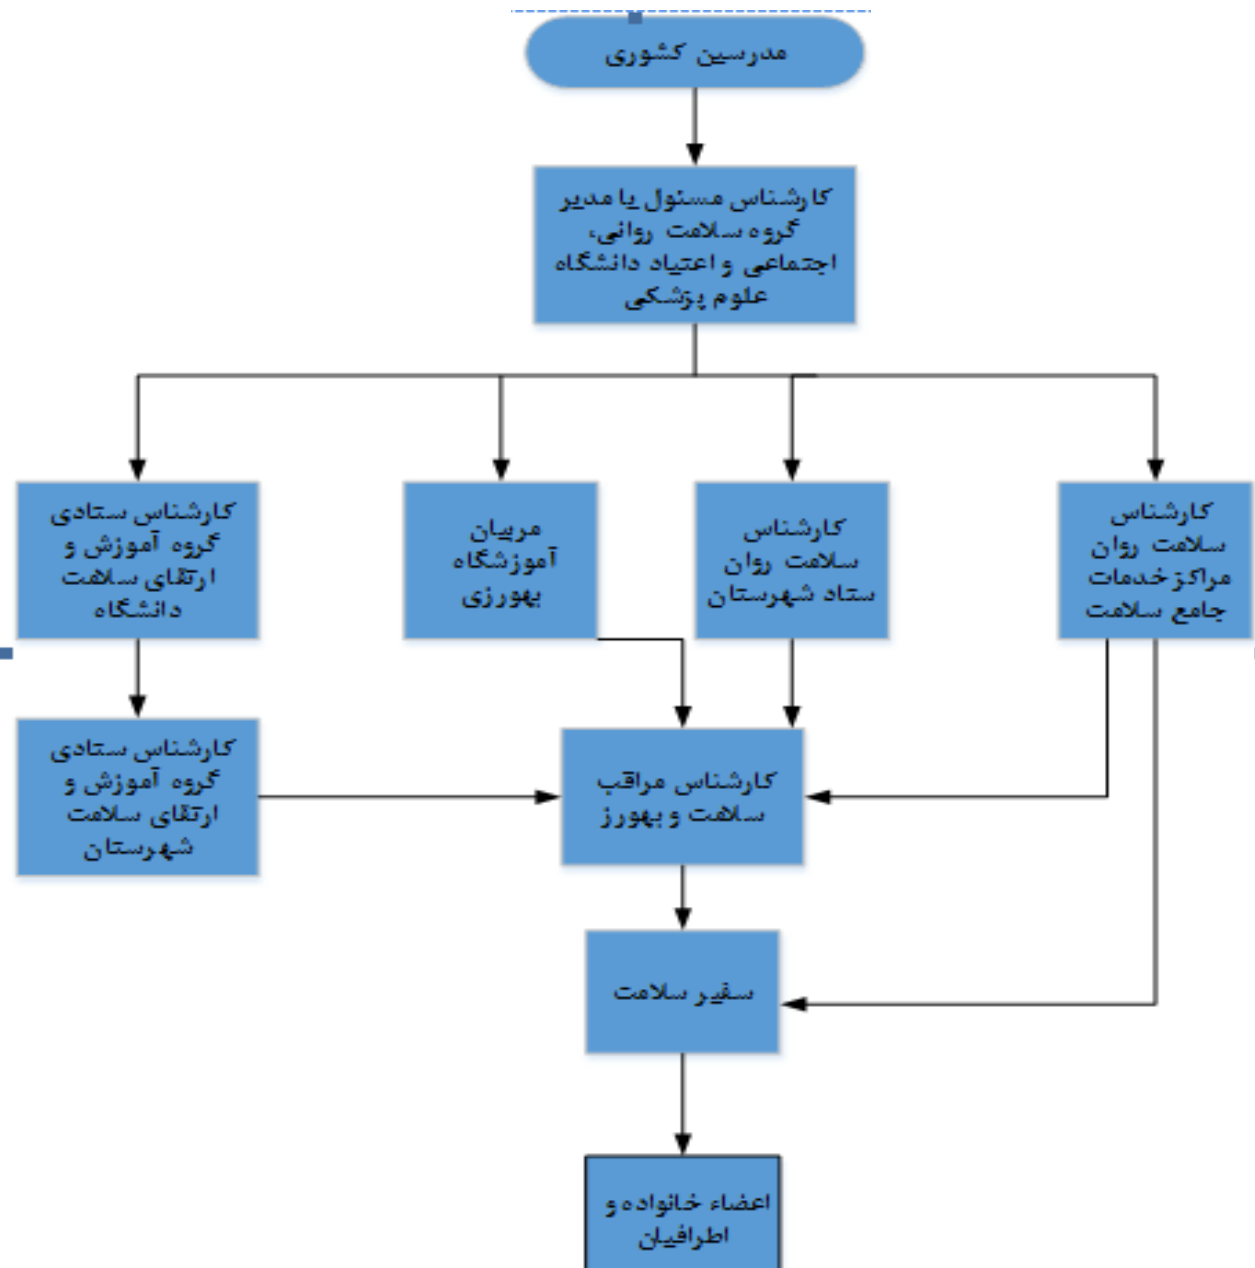 مدرسین کشوری
کارشناس مسئول یا مدیر
گروه سلامت روانی،
اجتماعی و اعتیاد دانشگاه
علوم پزشکی
کارشناس
سلامت روان
مراکز خدمات
جامع سلامت
کارشناس
سلامت روان
ستاد شهرستان
مربیان
آموزشگاه
بهورزی
کارشناس ستادی
گروه آموزش و
ارتقای سلامت
دانشگاه
کارشناس ستادی
گروه آموزش و
ارتقای سلامت
شهرستان
کارشناس مراقب
سلامت و بهورز
سفیر سلامت
اعضاء خانواده و
اطرافیان